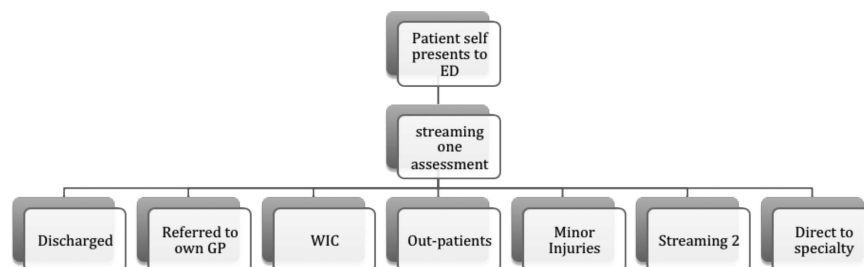 Patient self
presents to
ED
streaming
one
assessment
Discharged
Referred to
own GP
WIC
Out-patients
Minor
Injuries
Streaming 2
Direct to
specialty